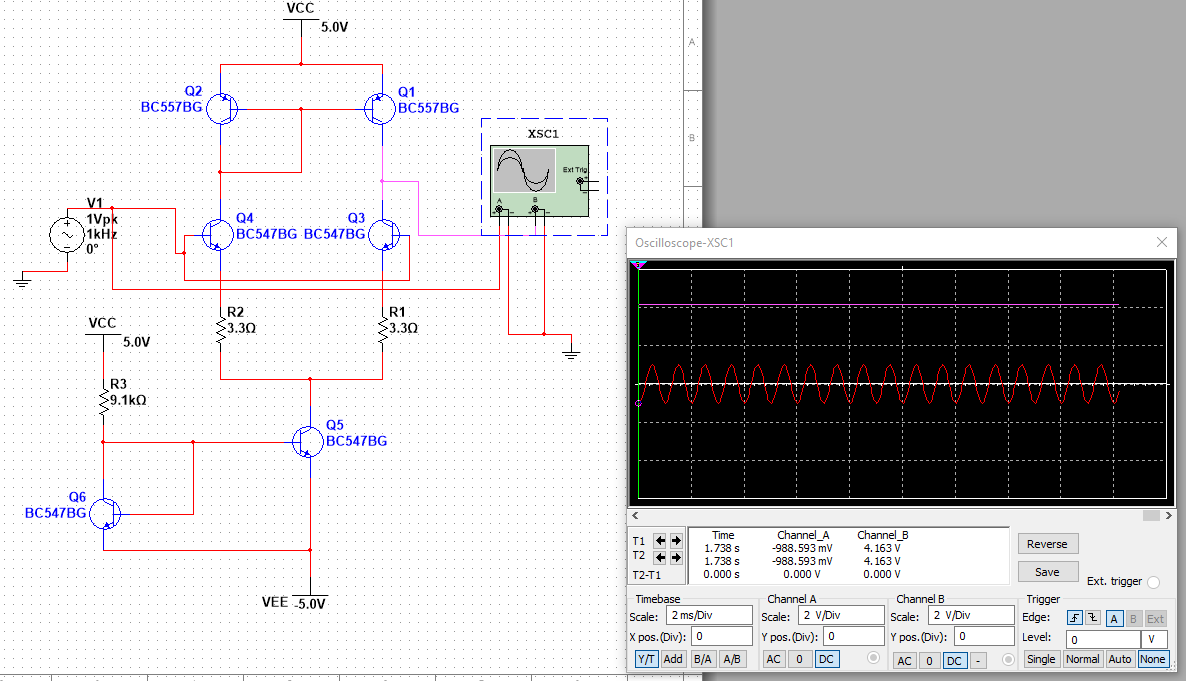 VCC
5.0V
Q2
BC557BG
Q1
BC557BG
XSC1
Ext Trig
A
B
A
B
V1
1Vpk
1kHz
0°
Q4
BC547BG
Q3
BC547BG
R2
3.3Ω
R1
3.3Ω
VCC
5.0V
R3
9.1kΩ
Q5
BC547BG
Q6
BC547BG
VEE
-5.0V
Oscilloscope-XSC1
T1
T2
T2-T1
Time Channel_A Channel_B
1.738 s -988.593 mV 4.163 V
1.738 s -988.593 mV 4.163 V
0.000 s 0.000 V 0.000 V
Reverse
Save
Ext. trigger
Timebase
Scale: 2 ms/Div
X pos.(Div): 0
Y/T Add B/A A/B
Channel A
Scale: 2 V/Div
Y pos.(Div): 0
AC 0 DC
Channel B
Scale: 2 V/Div
Y pos.(Div): 0
AC 0 DC -
Trigger
Edge: A B Ext
Level: 0 V
Single Normal Auto None